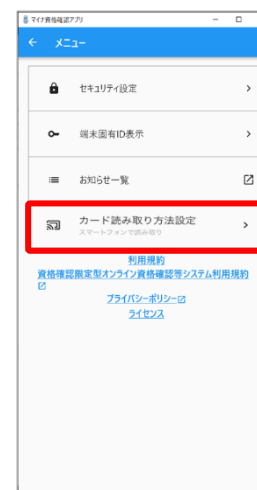 マイナ資格確認アプリ
メニュー
セキュリティ設定
端末固有ID表示
お知らせ一覧
カード読み取り方法設定
スマートフォンで読み取り
利用規約
資格確認限定型オンライン資格確認等システム利用規約
プライバシーポリシー
ライセンス